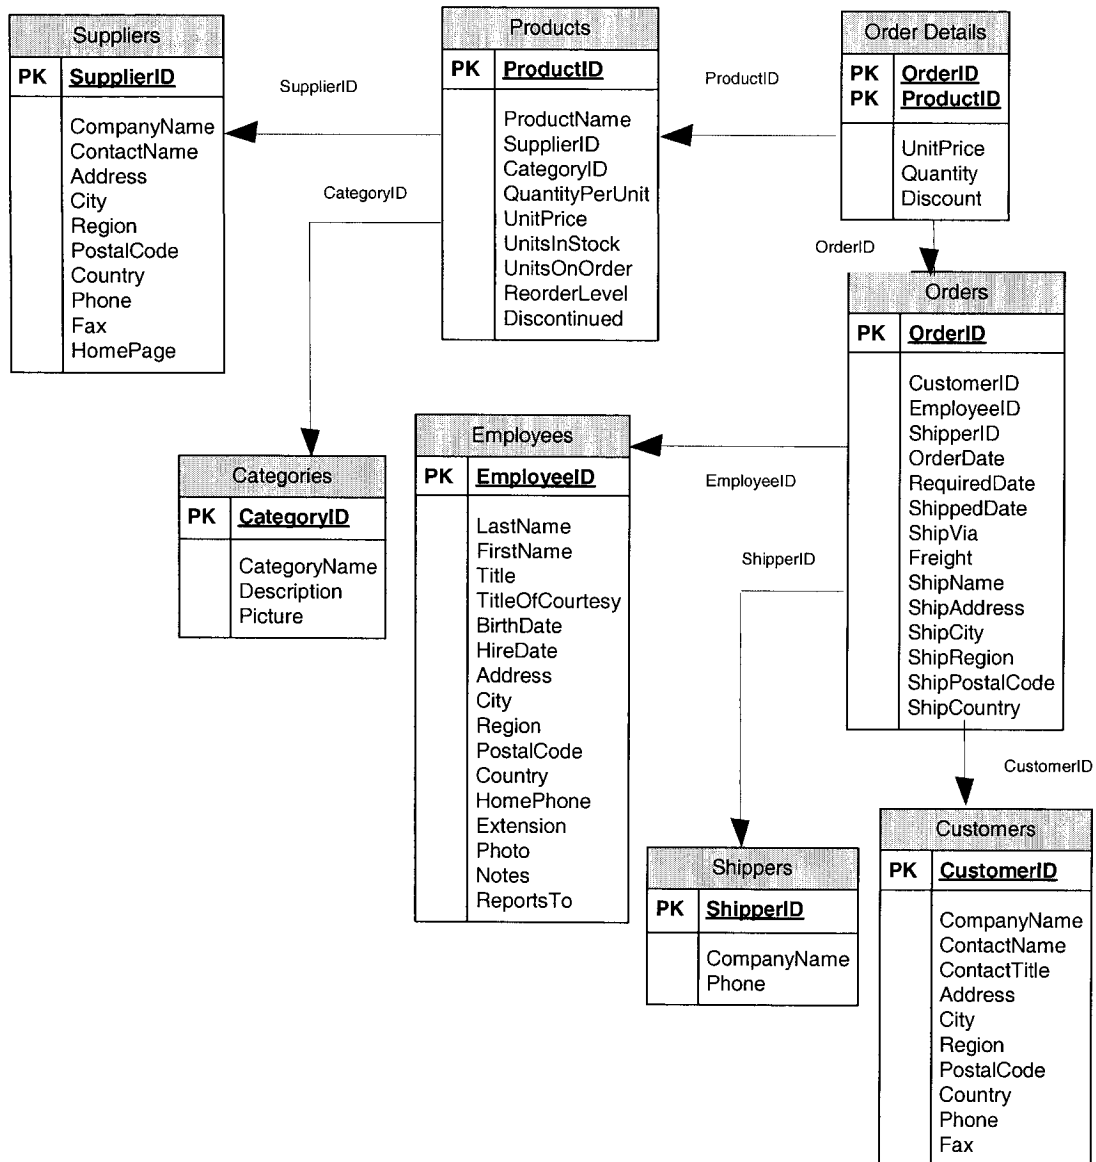 Suppliers
PK SupplierID
CompanyName
ContactName
Address
City
Region
PostalCode
Country
Phone
Fax
HomePage
SupplierID
Products
PK ProductID
ProductName
SupplierID
CategoryID
QuantityPerUnit
UnitPrice
UnitsInStock
UnitsOnOrder
ReorderLevel
Discontinued
ProductID
Order Details
PK OrderID
PK ProductID
UnitPrice
Quantity
Discount
CategoryID
OrderID
Orders
PK OrderID
CustomerID
EmployeeID
ShipperID
OrderDate
RequiredDate
ShippedDate
ShipVia
Freight
ShipName
ShipAddress
ShipCity
ShipRegion
ShipPostalCode
ShipCountry
Categories
PK CategoryID
CategoryName
Description
Picture
Employees
PK EmployeeID
LastName
FirstName
Title
TitleOfCourtesy
BirthDate
HireDate
Address
City
Region
PostalCode
Country
HomePhone
Extension
Photo
Notes
ReportsTo
EmployeeID
ShipperID
CustomerID
Shippers
PK ShipperID
CompanyName
Phone
Customers
PK CustomerID
CompanyName
ContactName
ContactTitle
Address
City
Region
PostalCode
Country
Phone
Fax